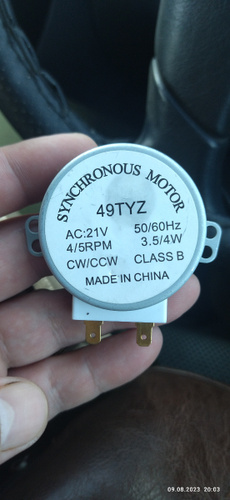 SYNCHRONOUS MOTOR
49TYZ
AC:21V 50/60Hz
4/5RPM 3.5/4W
CW/CCW CLASS B
MADE IN CHINA
09.08.2023 20:03